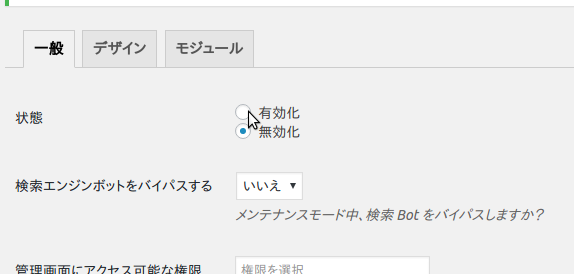 一般 デザイン モジュール
状態
有効化
無効化
検索エンジンボットをバイパスする いいえ
メンテナンスモード中、検索 Bot をバイパスしますか？
管理画面にアクセス可能な権限 権限を選択